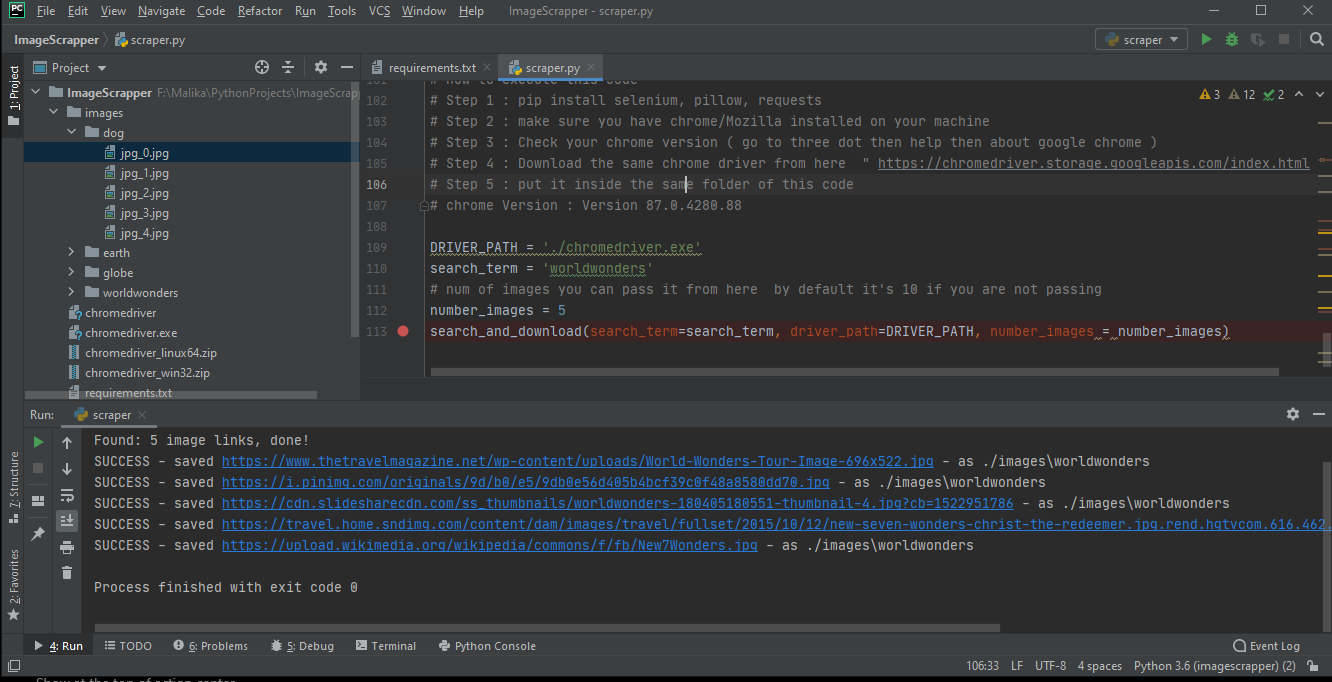 PC File Edit View Navigate Code Refactor Run Tools VCS Window Help ImageScrapper - scraper.py
ImageScrapper scraper.py scraper
1: Project
Project requirements.txt scraper.py
ImageScrapper F:\Malika\PythonProjects\ImageScrapp
images
dog
jpg_0.jpg
jpg_1.jpg
jpg_2.jpg
jpg_3.jpg
jpg_4.jpg
earth
globe
worldwonders
chromedriver
chromedriver.exe
chromedriver_linux64.zip
chromedriver_win32.zip
requirements.txt
3 12 2
101 # how to execute this code
102 # Step 1 : pip install selenium, pillow, requests
103 # Step 2 : make sure you have chrome/Mozilla installed on your machine
104 # Step 3 : Check your chrome version ( go to three dot then help then about google chrome )
105 # Step 4 : Download the same chrome driver from here " https://chromedriver.storage.googleapis.com/index.html
106 # Step 5 : put it inside the same folder of this code
107 # chrome Version : Version 87.0.4280.88
108
109 DRIVER_PATH = './chromedriver.exe'
110 search_term = 'worldwonders'
111 # num of images you can pass it from here by default it's 10 if you are not passing
112 number_images = 5
113 search_and_download(search_term=search_term, driver_path=DRIVER_PATH, number_images = number_images)
Run: scraper
Found: 5 image links, done!
SUCCESS - saved https://www.thetravelmagazine.net/wp-content/uploads/World-Wonders-Tour-Image-696x522.jpg - as ./images\worldwonders
SUCCESS - saved https://i.pinimg.com/originals/9d/b0/e5/9db0e56d405b4bcf39c0f48a8580dd70.jpg - as ./images\worldwonders
SUCCESS - saved https://cdn.slidesharecdn.com/ss_thumbnails/worldwonders-180405180551-thumbnail-4.jpg?cb=1522951786 - as ./images\worldwonders
SUCCESS - saved https://travel.home.sndimg.com/content/dam/images/travel/fullset/2015/10/12/new-seven-wonders-christ-the-redeemer.jpg.rend.hgtvcom.616.462.
SUCCESS - saved https://upload.wikimedia.org/wikipedia/commons/f/fb/New7Wonders.jpg - as ./images\worldwonders
Process finished with exit code 0
7: Structure
2: Favorites
4: Run TODO 6: Problems 5: Debug Terminal Python Console Event Log
106:33 LF UTF-8 4 spaces Python 3.6 (imagescrapper) (2)
Show at the top of action center